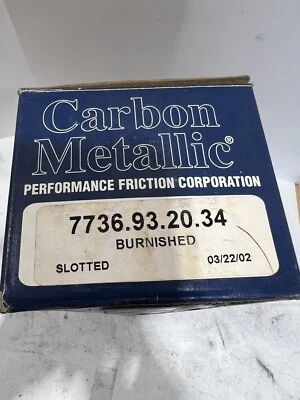 Carbon
Metallic®
PERFORMANCE FRICTION CORPORATION
7736.93.20.34
BURNISHED
SLOTTED 03/22/02